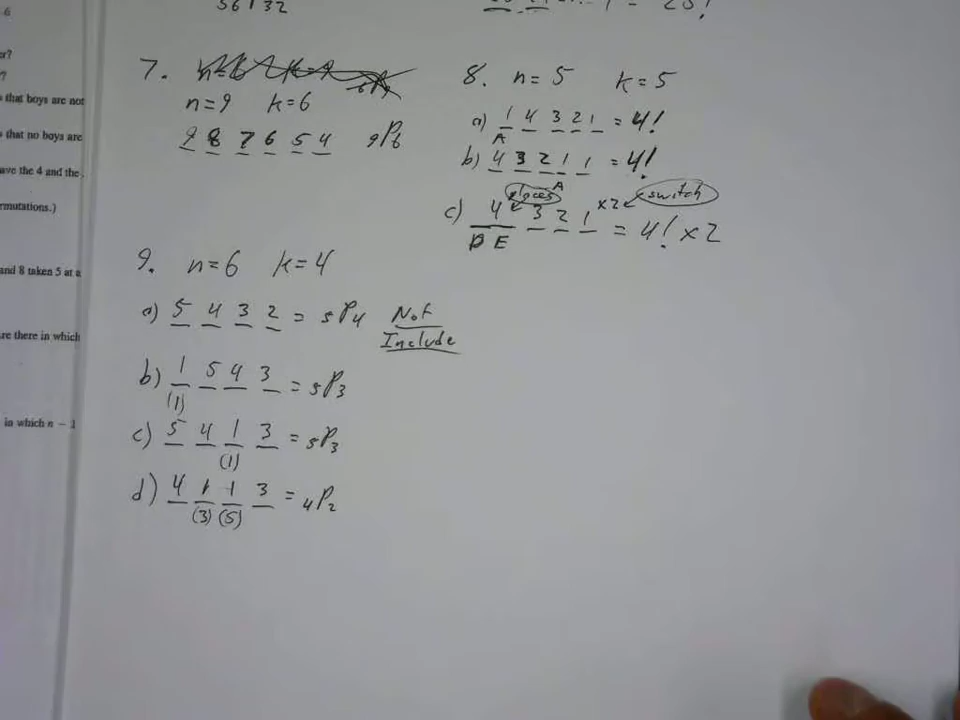 6
er?
?
s that boys are not
s that no boys are
ave the 4 and the
rmutations.)
and 8 taken 5 at a
re there in which
in which n − 1
56132
7.
n=9 k=6
9 8 7 6 5 4 9P6
8. n=5 k=5
a) 1 4 3 2 1 = 4!
A
b) 4 3 2 1 1 = 4!
A
places switch
c) 4 3 2 1 ×2 = 4! ×2
D E
9. n=6 k=4
a) 5 4 3 2 = 5P4 Not
Include
b) 1 5 4 3 = 5P3
(1)
c) 5 4 1 3 = 5P3
(1)
d) 4 1 1 3 = 4P2
(3) (5)